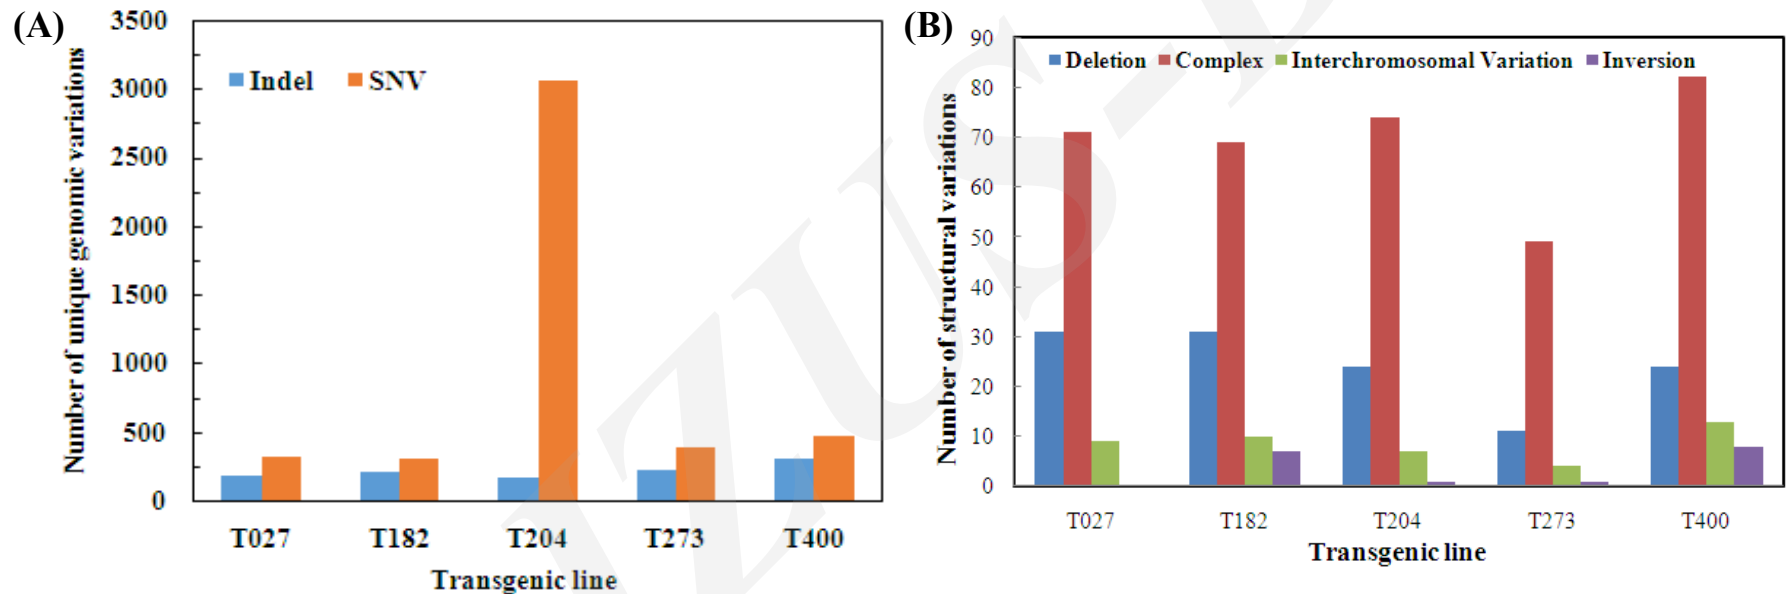 (A)
3500
3000
2500
2000
1500
1000
500
0
Number of unique genomic variations
Indel SNV
T027 T182 T204 T273 T400
Transgenic line
(B)
90
80
70
60
50
40
30
20
10
0
Number of structural variations
Deletion Complex Interchromosomal Variation Inversion
T027 T182 T204 T273 T400
Transgenic line